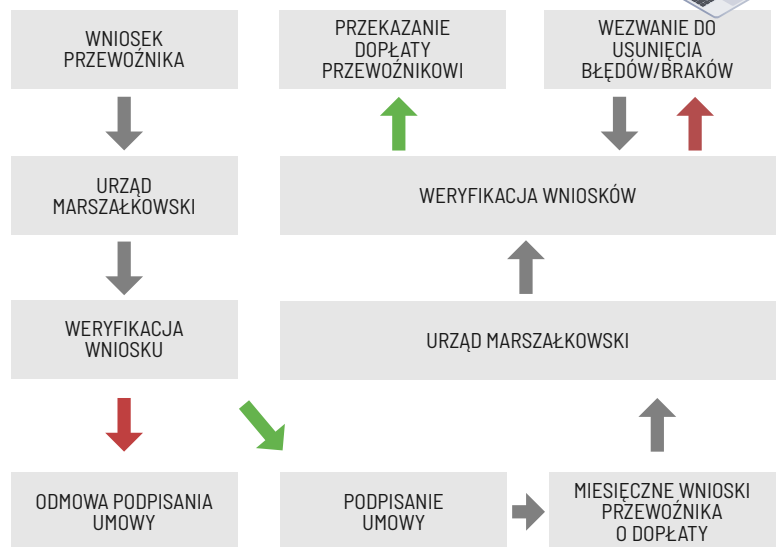 WNIOSEK
PRZEWOŹNIKA
URZĄD
MARSZAŁKOWSKI
WERYFIKACJA
WNIOSKU
ODMOWA PODPISANIA
UMOWY
PODPISANIE
UMOWY
MIESIĘCZNE WNIOSKI
PRZEWOŹNIKA
O DOPŁATY
URZĄD MARSZAŁKOWSKI
WERYFIKACJA WNIOSKÓW
PRZEKAZANIE
DOPŁATY
PRZEWOŹNIKOWI
WEZWANIE DO
USUNIĘCIA
BŁĘDÓW/BRAKÓW